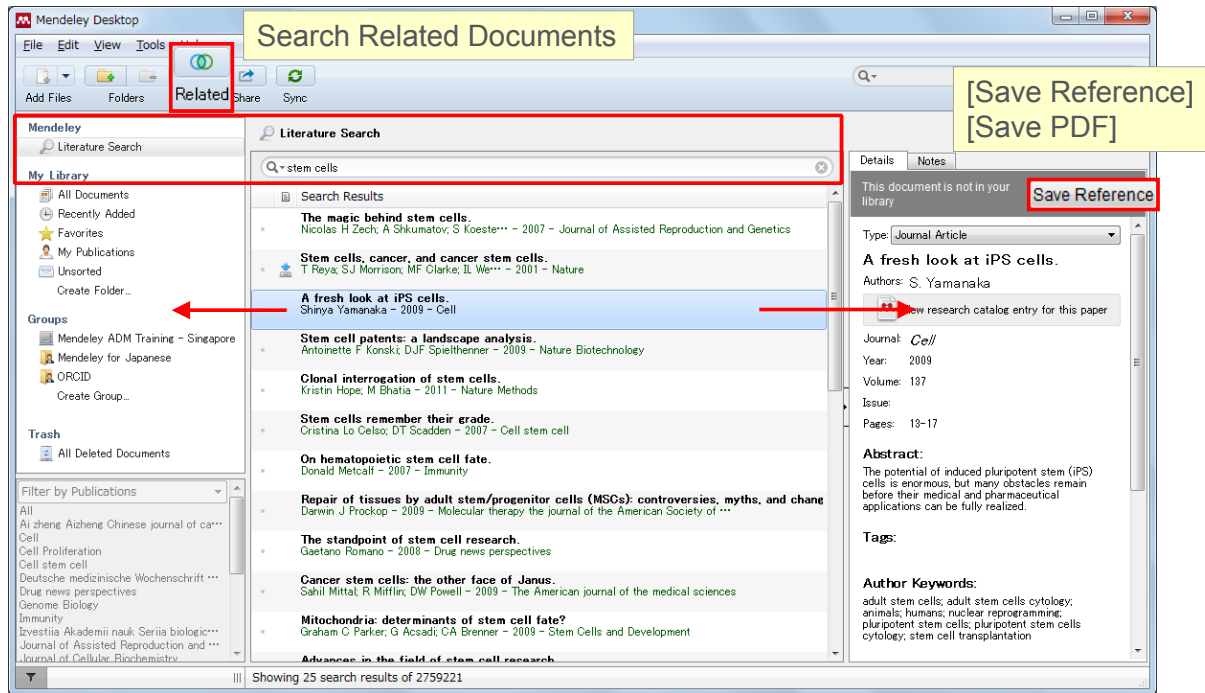 Mendeley Desktop
Search Related Documents
File Edit View Tools
Add Files Folders Related Share Sync
[Save Reference]
[Save PDF]
Mendeley
Literature Search
My Library
All Documents
Recently Added
Favorites
My Publications
Unsorted
Create Folder...
Groups
Mendeley ADM Training - Singapore
Mendeley for Japanese
ORCID
Create Group...
Trash
All Deleted Documents
Filter by Publications
All
Ai zheng Aizheng Chinese journal of ca···
Cell
Cell Proliferation
Cell stem cell
Deutsche medizinische Wochenschrift ···
Drug news perspectives
Genome Biology
Immunity
Izvestiia Akademii nauk Seriia biologic···
Journal of Assisted Reproduction and ···
Journal of Cellular Biochemistry
Literature Search
stem cells
Search Results
The magic behind stem cells.
Nicolas H Zech; A Shkumatov; S Koeste··· - 2007 - Journal of Assisted Reproduction and Genetics
Stem cells, cancer, and cancer stem cells.
T Reya; SJ Morrison; MF Clarke; IL We··· - 2001 - Nature
A fresh look at iPS cells.
Shinya Yamanaka - 2009 - Cell
Stem cell patents: a landscape analysis.
Antoinette F Konski; DJF Spielthenner - 2009 - Nature Biotechnology
Clonal interrogation of stem cells.
Kristin Hope; M Bhatia - 2011 - Nature Methods
Stem cells remember their grade.
Cristina Lo Celso; DT Scadden - 2007 - Cell stem cell
On hematopoietic stem cell fate.
Donald Metcalf - 2007 - Immunity
Repair of tissues by adult stem/progenitor cells (MSCs): controversies, myths, and chang
Darwin J Prockop - 2009 - Molecular therapy the journal of the American Society of ···
The standpoint of stem cell research.
Gaetano Romano - 2008 - Drug news perspectives
Cancer stem cells: the other face of Janus.
Sahil Mittal; R Mifflin; DW Powell - 2009 - The American journal of the medical sciences
Mitochondria: determinants of stem cell fate?
Graham C Parker; G Acsadi; CA Brenner - 2009 - Stem Cells and Development
Advances in the field of stem cell research
Details Notes
This document is not in your
library
Save Reference
Type: Journal Article
A fresh look at iPS cells.
Authors: S. Yamanaka
research catalog entry for this paper
Journal: Cell
Year: 2009
Volume: 137
Issue:
Pages: 13-17
Abstract:
The potential of induced pluripotent stem (iPS)
cells is enormous, but many obstacles remain
before their medical and pharmaceutical
applications can be fully realized.
Tags:
Author Keywords:
adult stem cells; adult stem cells cytology;
animals; humans; nuclear reprogramming;
pluripotent stem cells; pluripotent stem cells
cytology; stem cell transplantation
Showing 25 search results of 2759221